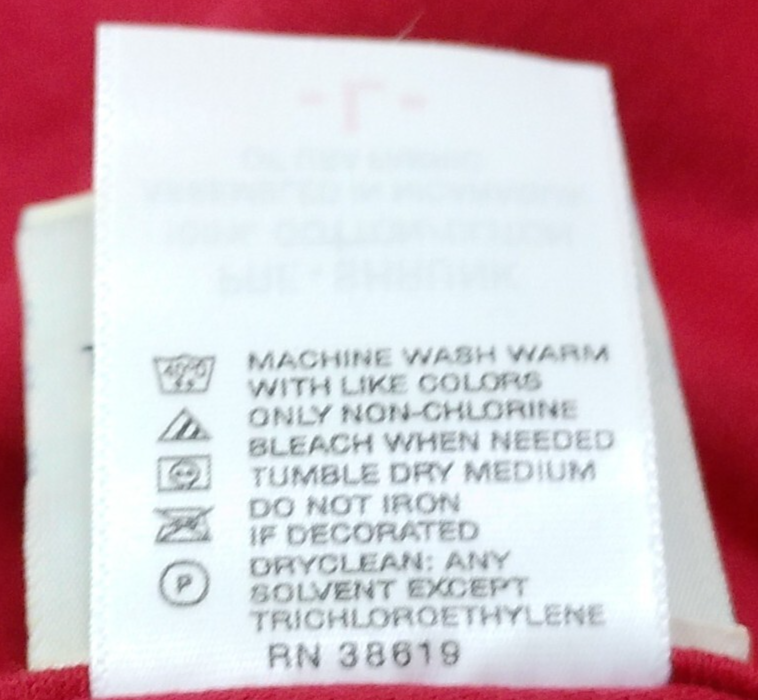 MACHINE WASH WARM
WITH LIKE COLORS
ONLY NON-CHLORINE
BLEACH WHEN NEEDED
TUMBLE DRY MEDIUM
DO NOT IRON
IF DECORATED
DRYCLEAN: ANY
SOLVENT EXCEPT
TRICHLOROETHYLENE
P
RN 38619